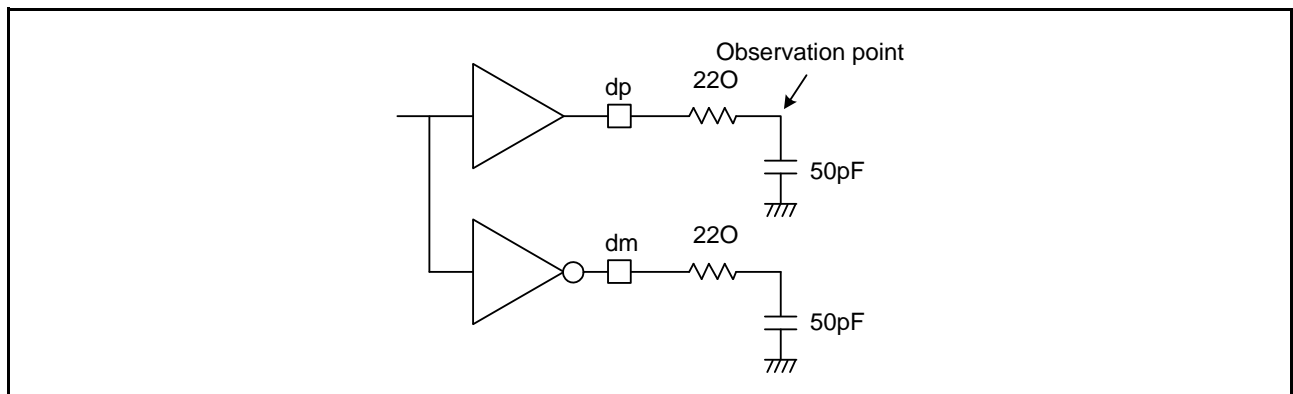 Observation point
dp
22O
50pF
dm
22O
50pF